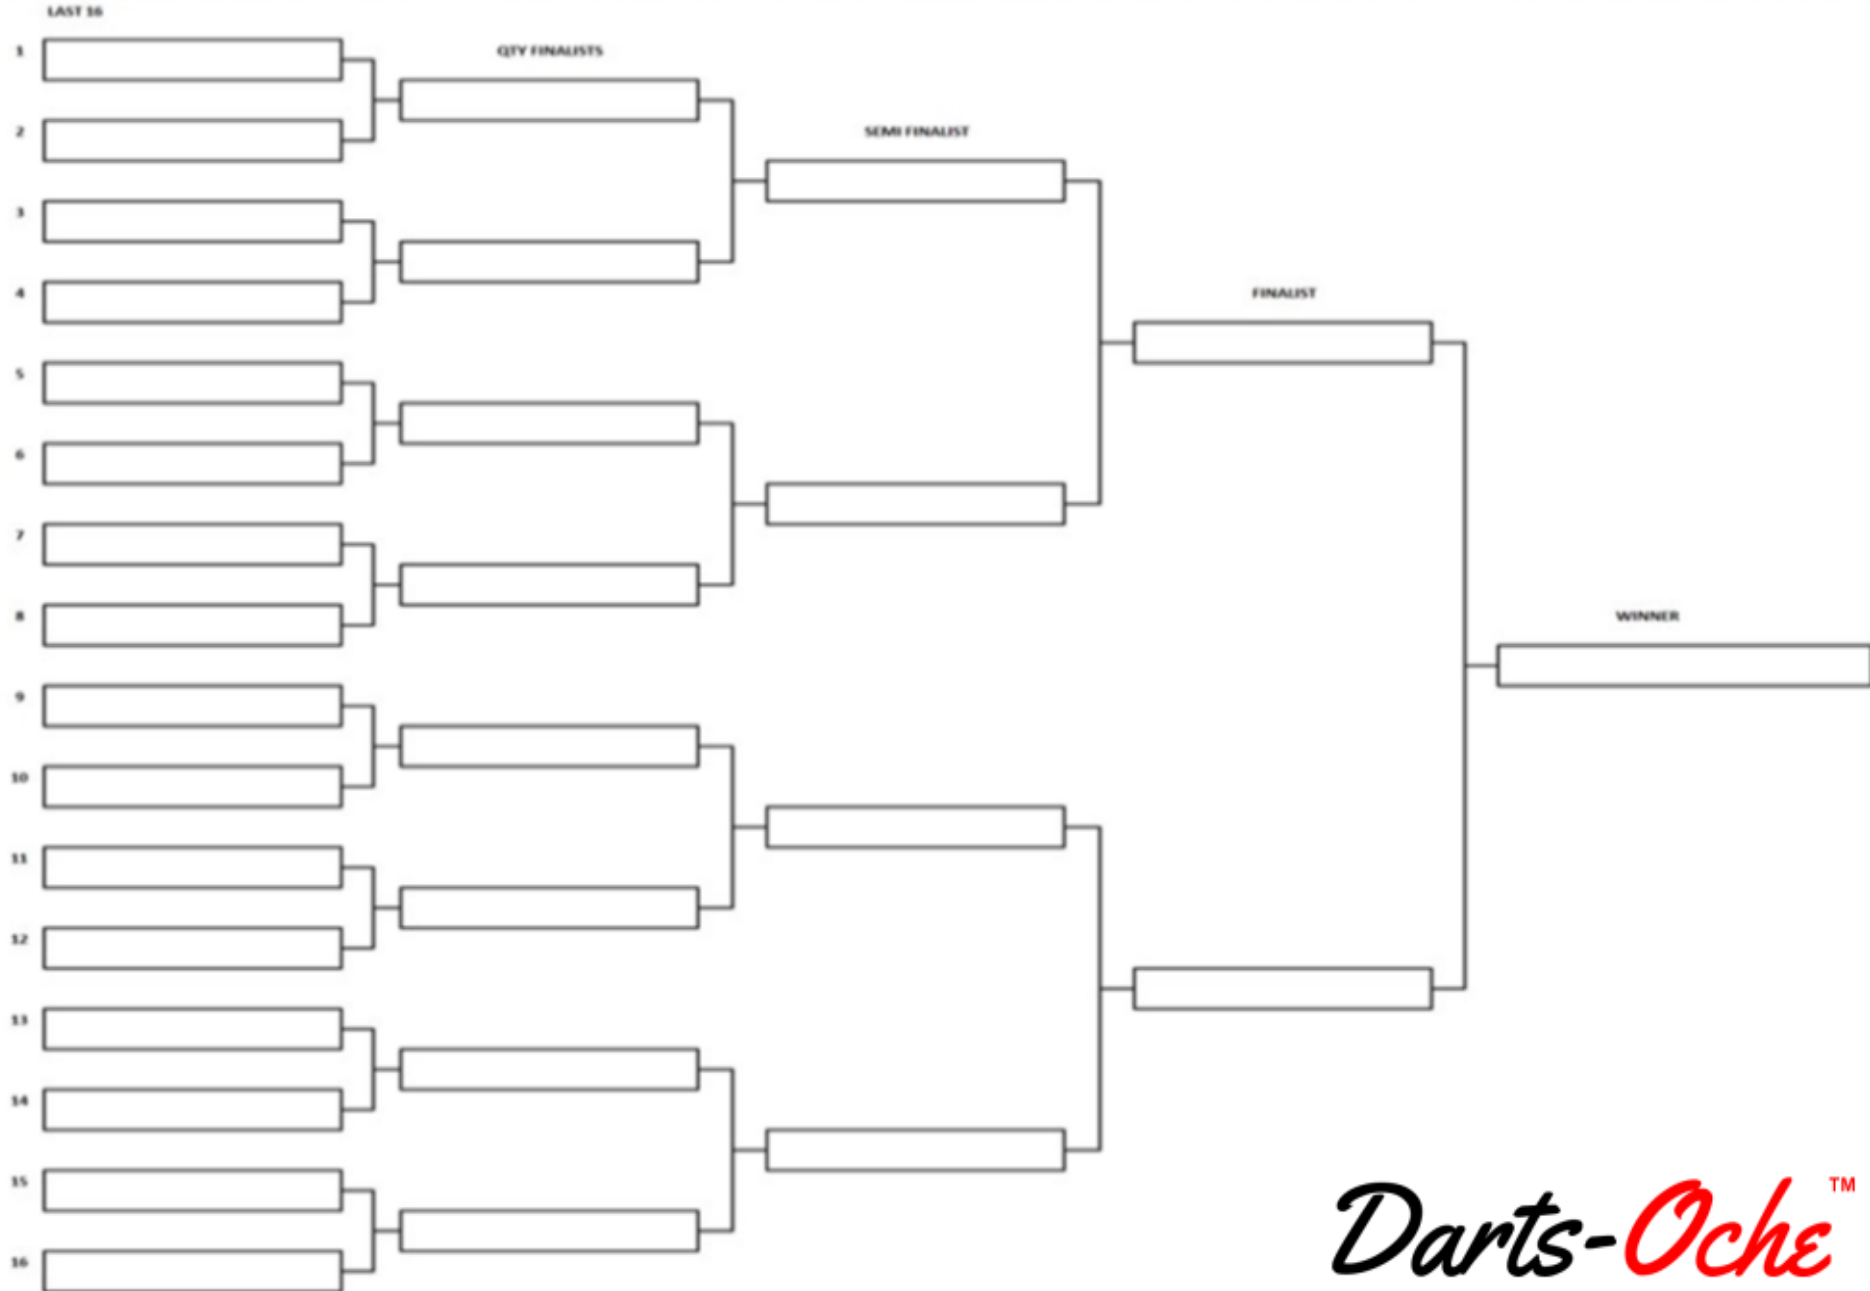 LAST 16
1
QTY FINALISTS
2
SEMI FINALIST
3
4
FINALIST
5
6
7
8
WINNER
9
10
11
12
13
14
15
16
Darts-Oche™